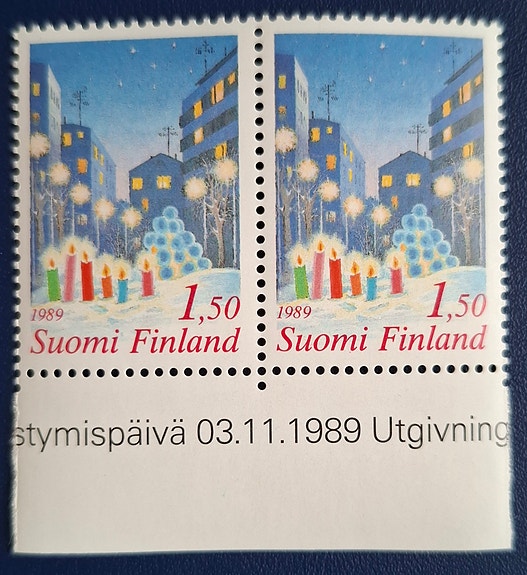 1989 1,50
Suomi Finland
1989 1,50
Suomi Finland
stymispäivä 03.11.1989 Utgivning